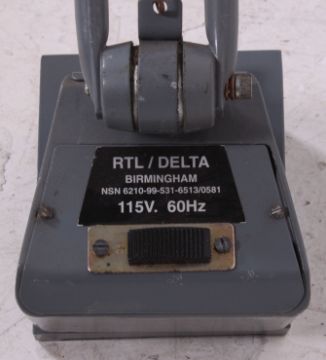 RTL / DELTA
BIRMINGHAM
NSN 6210-99-531-6513/0581
115V. 60Hz